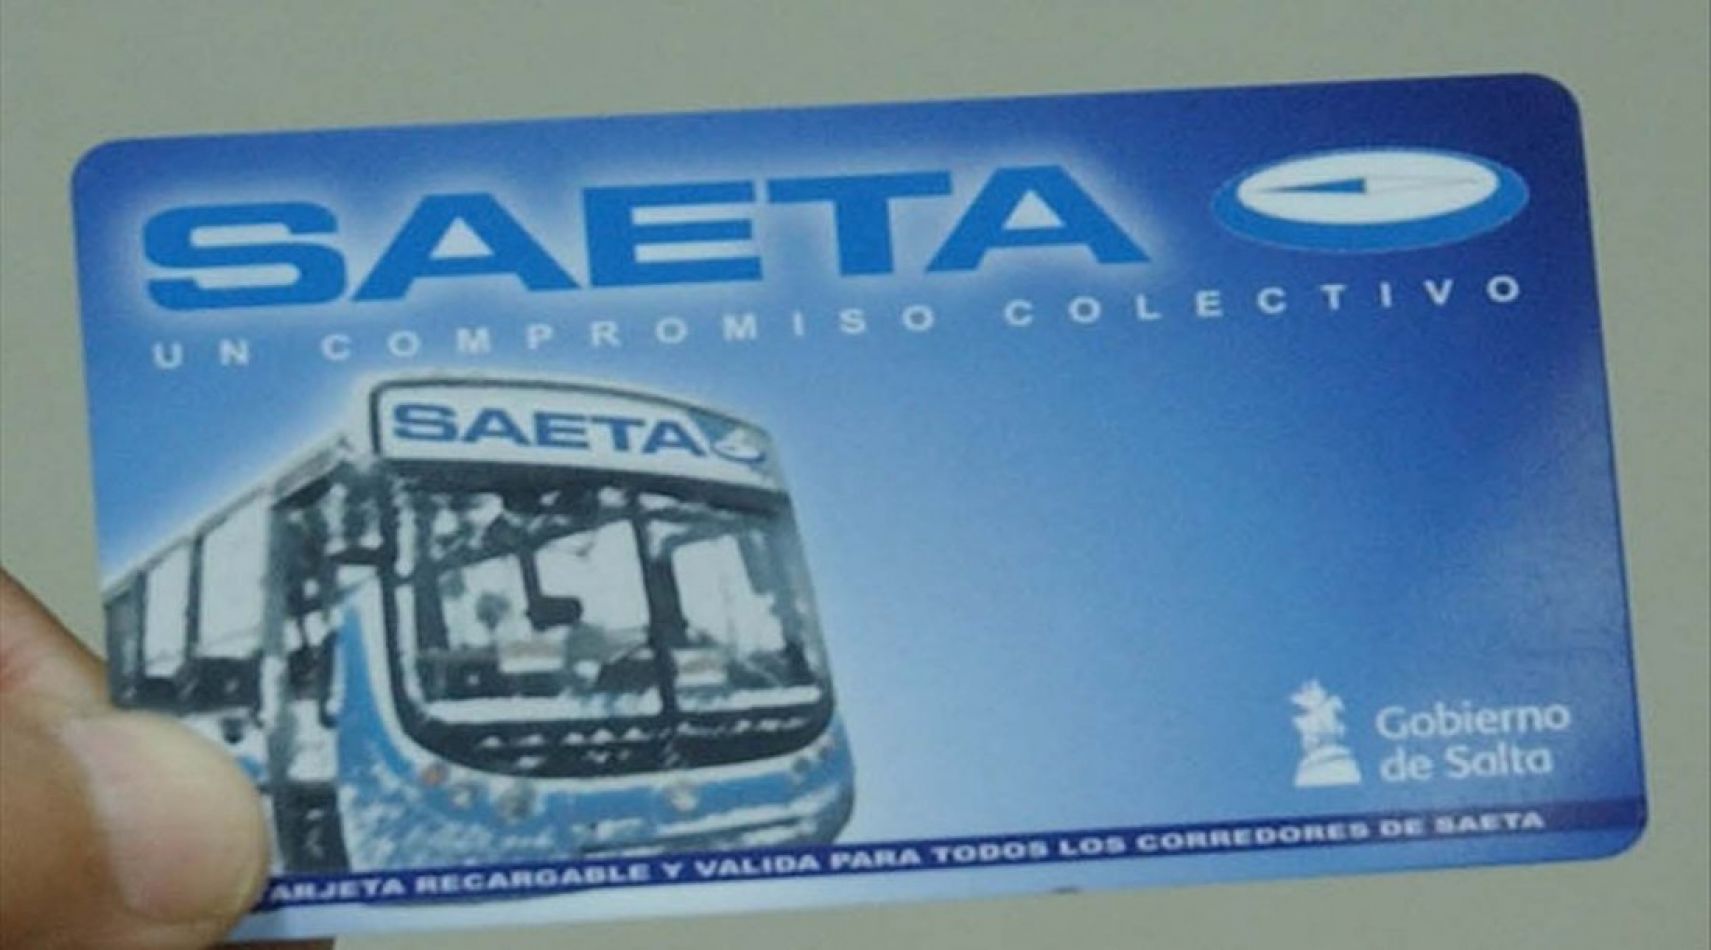 SAETA
UN COMPROMISO COLECTIVO
SAETA
Gobierno
de Salta
ARJETA RECARGABLE Y VALIDA PARA TODOS LOS CORREDORES DE SAETA